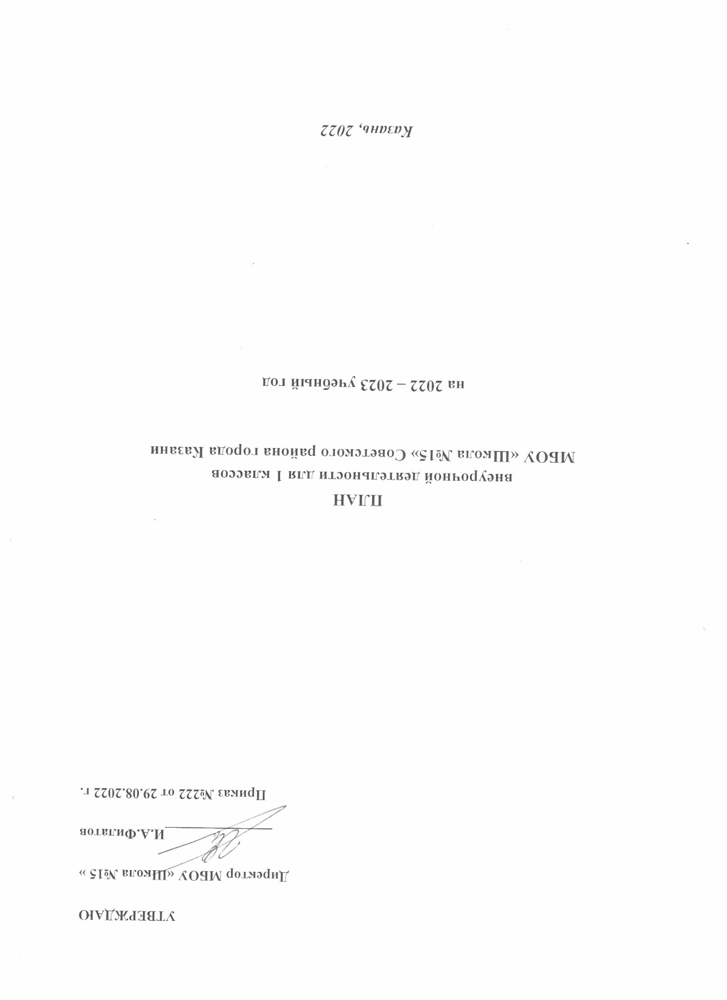 УТВЕРЖДАЮ
Директор МБОУ «Школа №15 »
И.А.Филатов
Приказ №222 от 29.08.2022 г.
ПЛАН
внеурочной деятельности для 1 классов
МБОУ «Школа №15» Советского района города Казани
на 2022 – 2023 учебный год
Казань, 2022